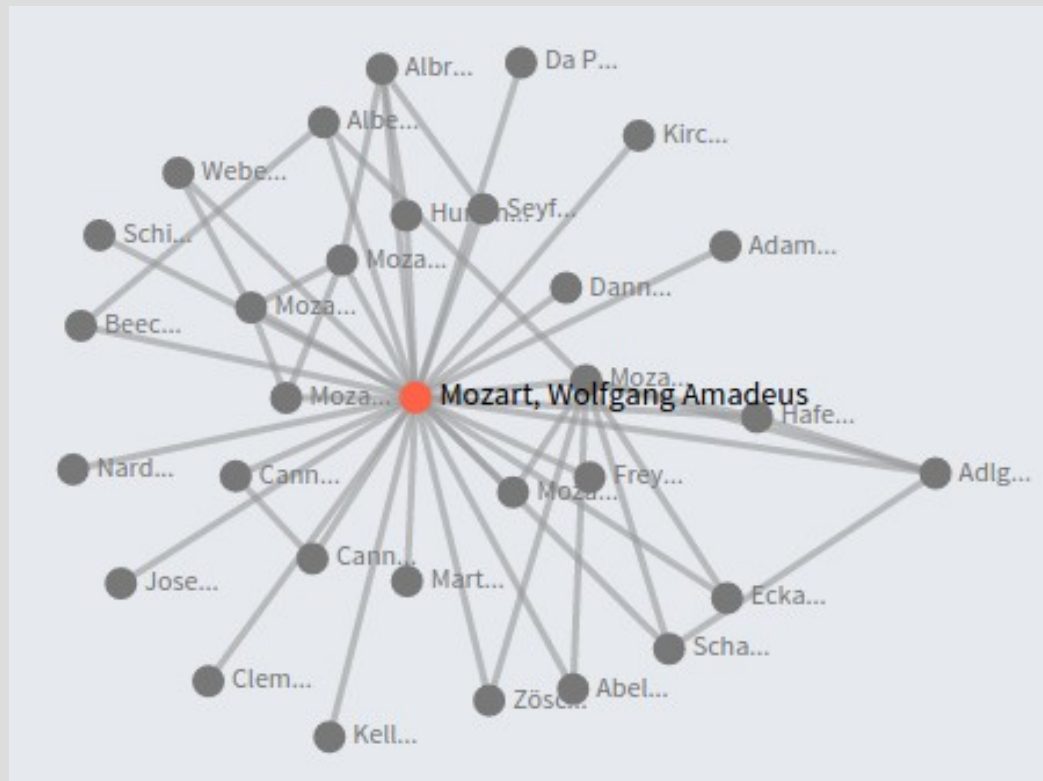 Albr...
Da P...
Albe...
Kirc...
Webe...
Seyf...
Schi...
Adam...
Moza...
Dann...
Moza...
Beec...
Moza...
Moza...
Mozart, Wolfgang Amadeus
Hafe...
Nard...
Cann...
Frey...
Adlg...
Moza...
Cann...
Jose...
Mart...
Ecka...
Scha...
Clem...
Abel...
Kell...